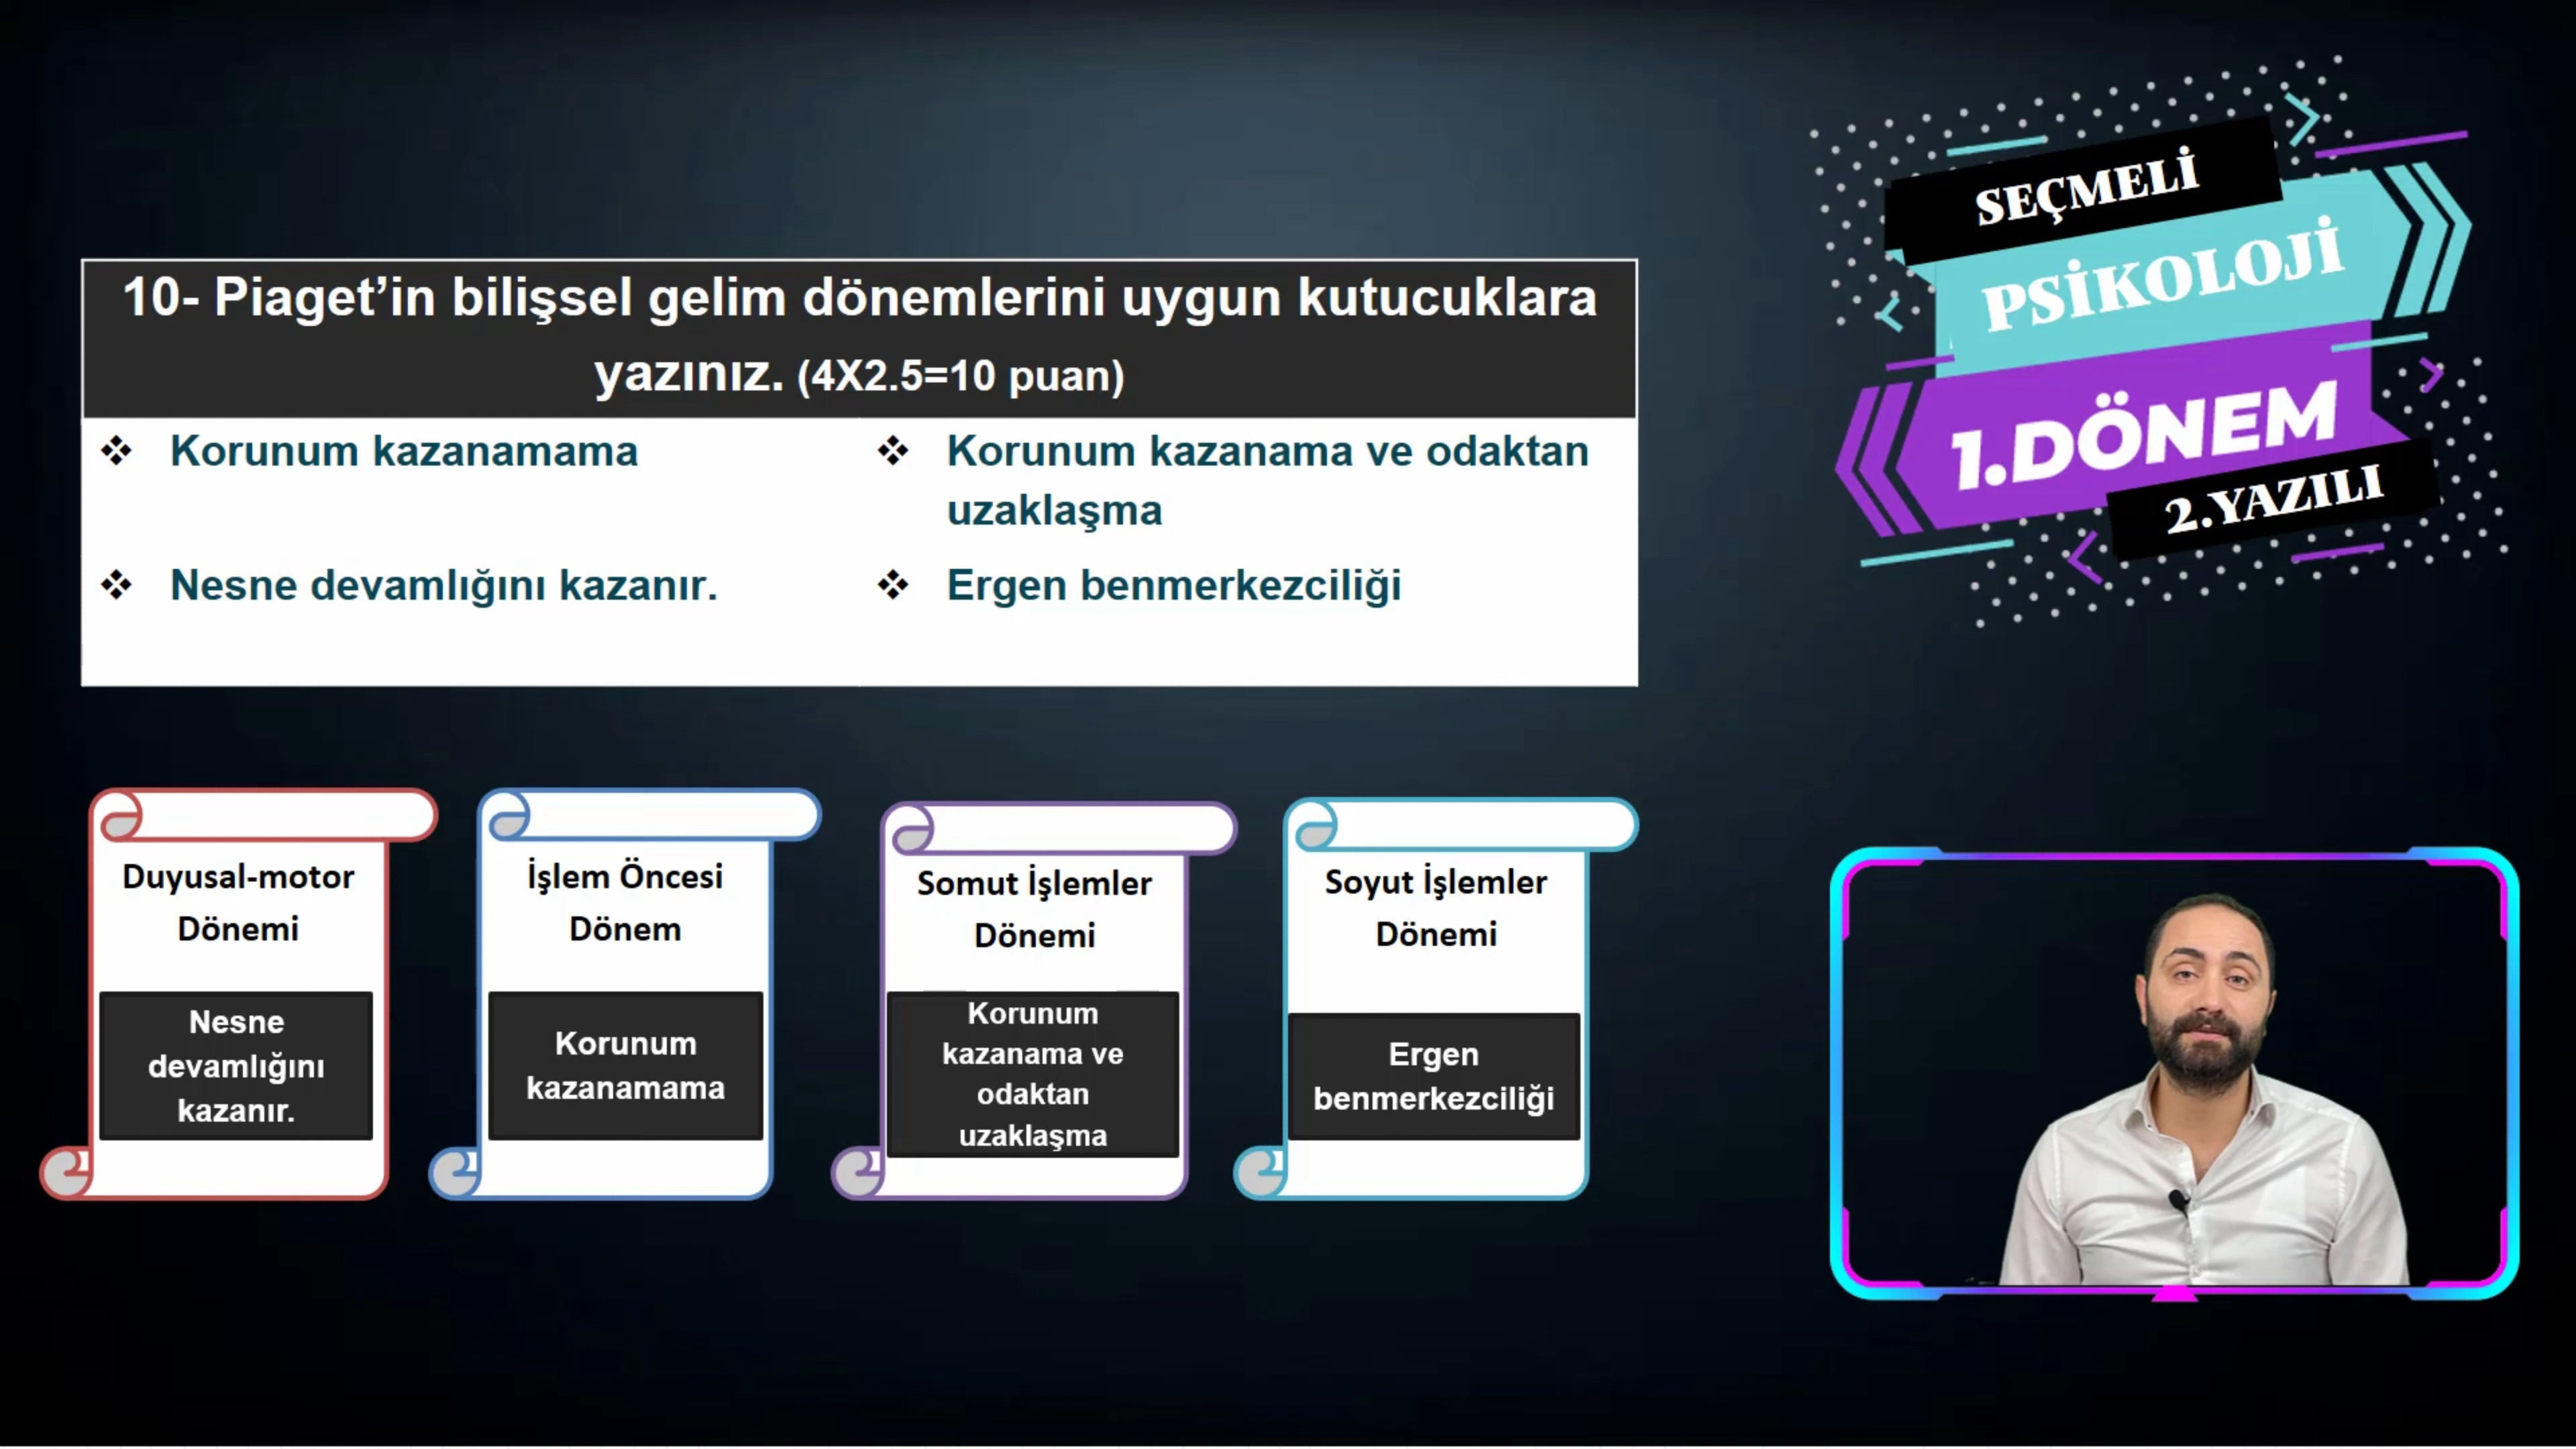 SEÇMELİ
PSİKOLOJİ
1.DÖNEM
2.YAZILI
10- Piaget’in bilişsel gelim dönemlerini uygun kutucuklara
yazınız. (4X2.5=10 puan)
❖ Korunum kazanamama
❖ Korunum kazanama ve odaktan
uzaklaşma
❖ Nesne devamlığını kazanır.
❖ Ergen benmerkezciliği
Duyusal-motor
Dönemi
Nesne
devamlığını
kazanır.
İşlem Öncesi
Dönem
Korunum
kazanamama
Somut İşlemler
Dönemi
Korunum
kazanama ve
odaktan
uzaklaşma
Soyut İşlemler
Dönemi
Ergen
benmerkezciliği